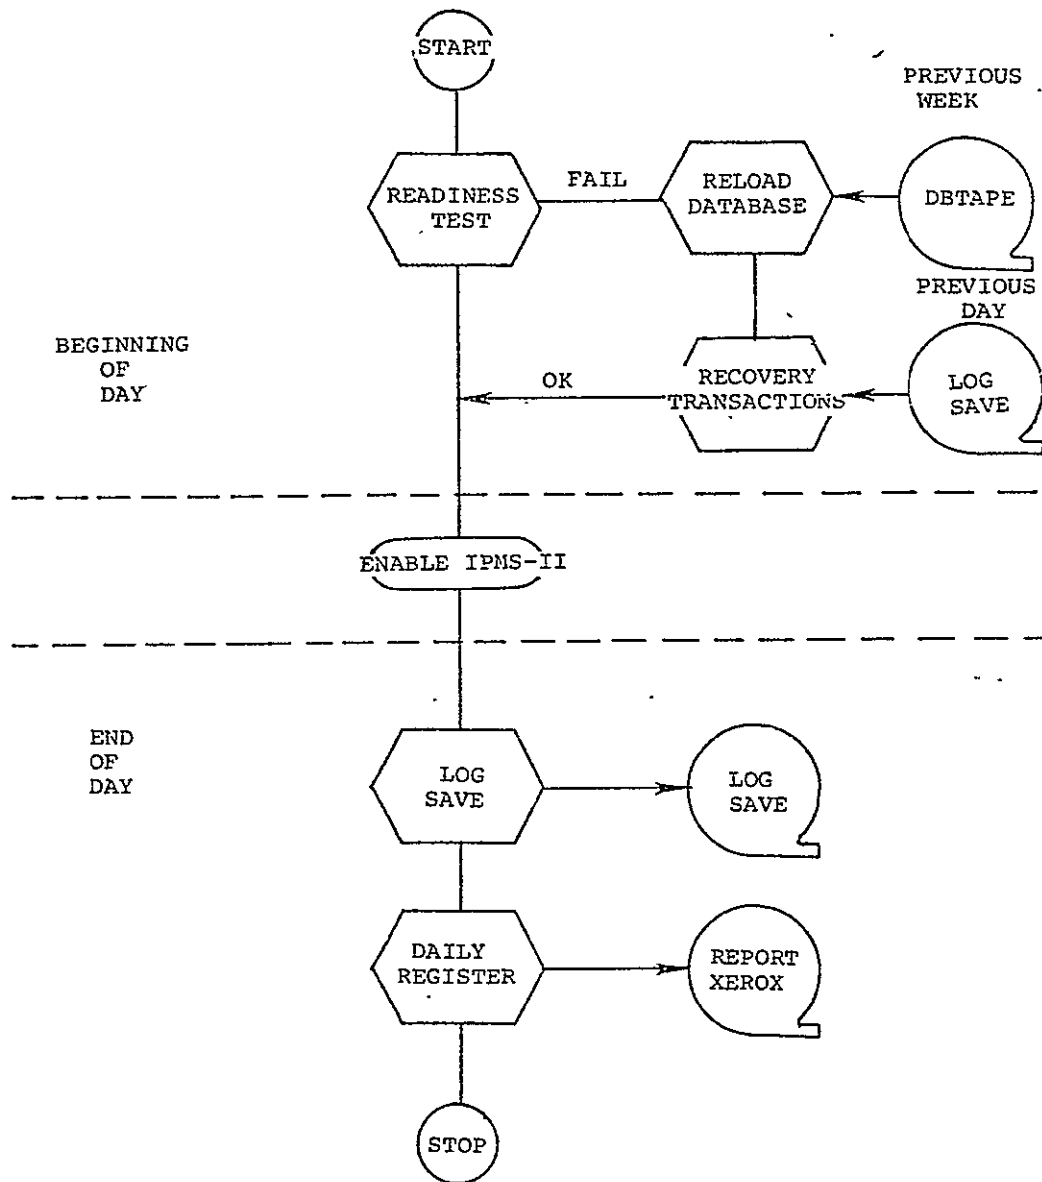 START
PREVIOUS
WEEK
READINESS
TEST
FAIL
RELOAD
DATABASE
DBTAPE
PREVIOUS
DAY
BEGINNING
OF
DAY
OK
RECOVERY
TRANSACTIONS
LOG
SAVE
ENABLE IPMS-II
END
OF
DAY
LOG
SAVE
LOG
SAVE
DAILY
REGISTER
REPORT
XEROX
STOP